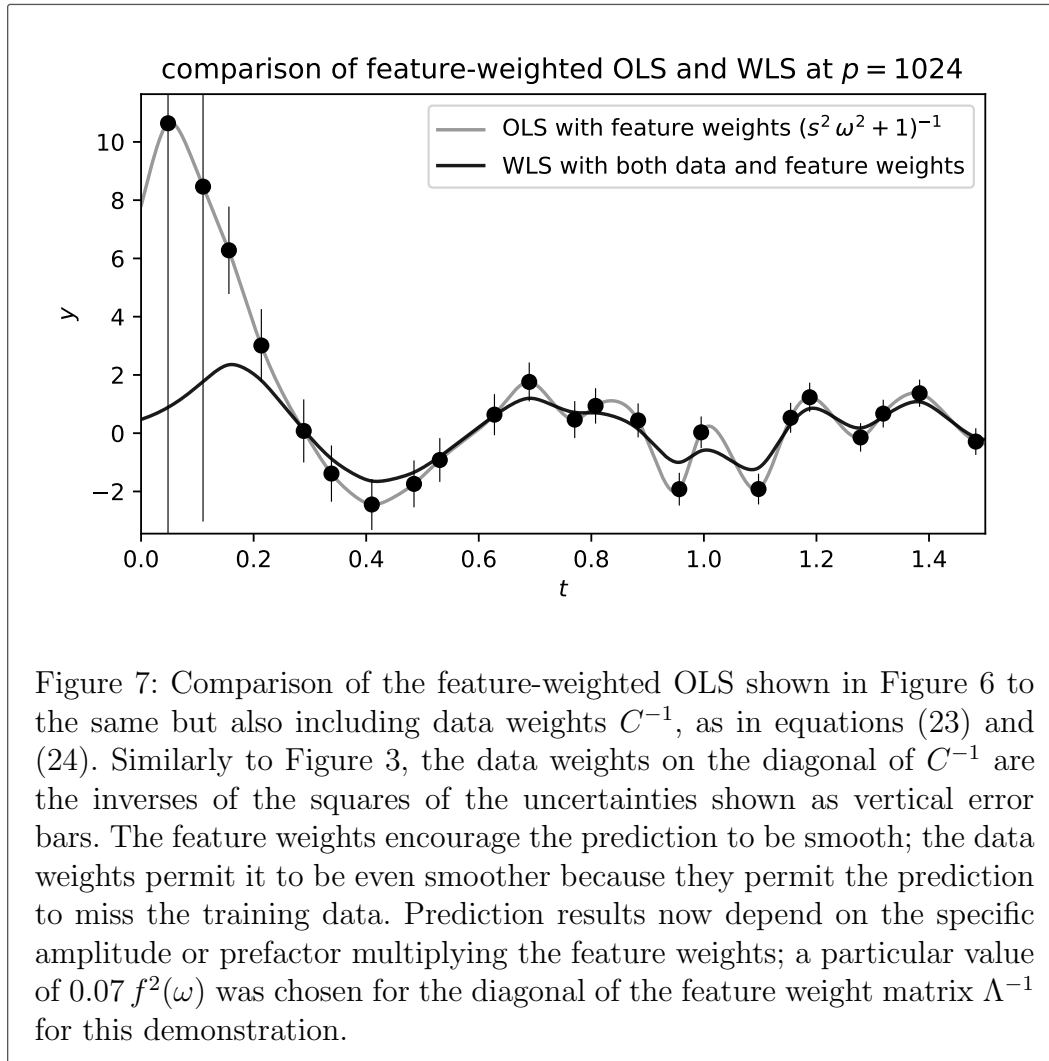 comparison of feature-weighted OLS and WLS at p = 1024
OLS with feature weights (s² ω² + 1)⁻¹
WLS with both data and feature weights
10
8
6
4
2
0
−2
y
0.0 0.2 0.4 0.6 0.8 1.0 1.2 1.4
t
Figure 7: Comparison of the feature-weighted OLS shown in Figure 6 to
the same but also including data weights C⁻¹, as in equations (23) and
(24). Similarly to Figure 3, the data weights on the diagonal of C⁻¹ are
the inverses of the squares of the uncertainties shown as vertical error
bars. The feature weights encourage the prediction to be smooth; the data
weights permit it to be even smoother because they permit the prediction
to miss the training data. Prediction results now depend on the specific
amplitude or prefactor multiplying the feature weights; a particular value
of 0.07 f²(ω) was chosen for the diagonal of the feature weight matrix Λ⁻¹
for this demonstration.